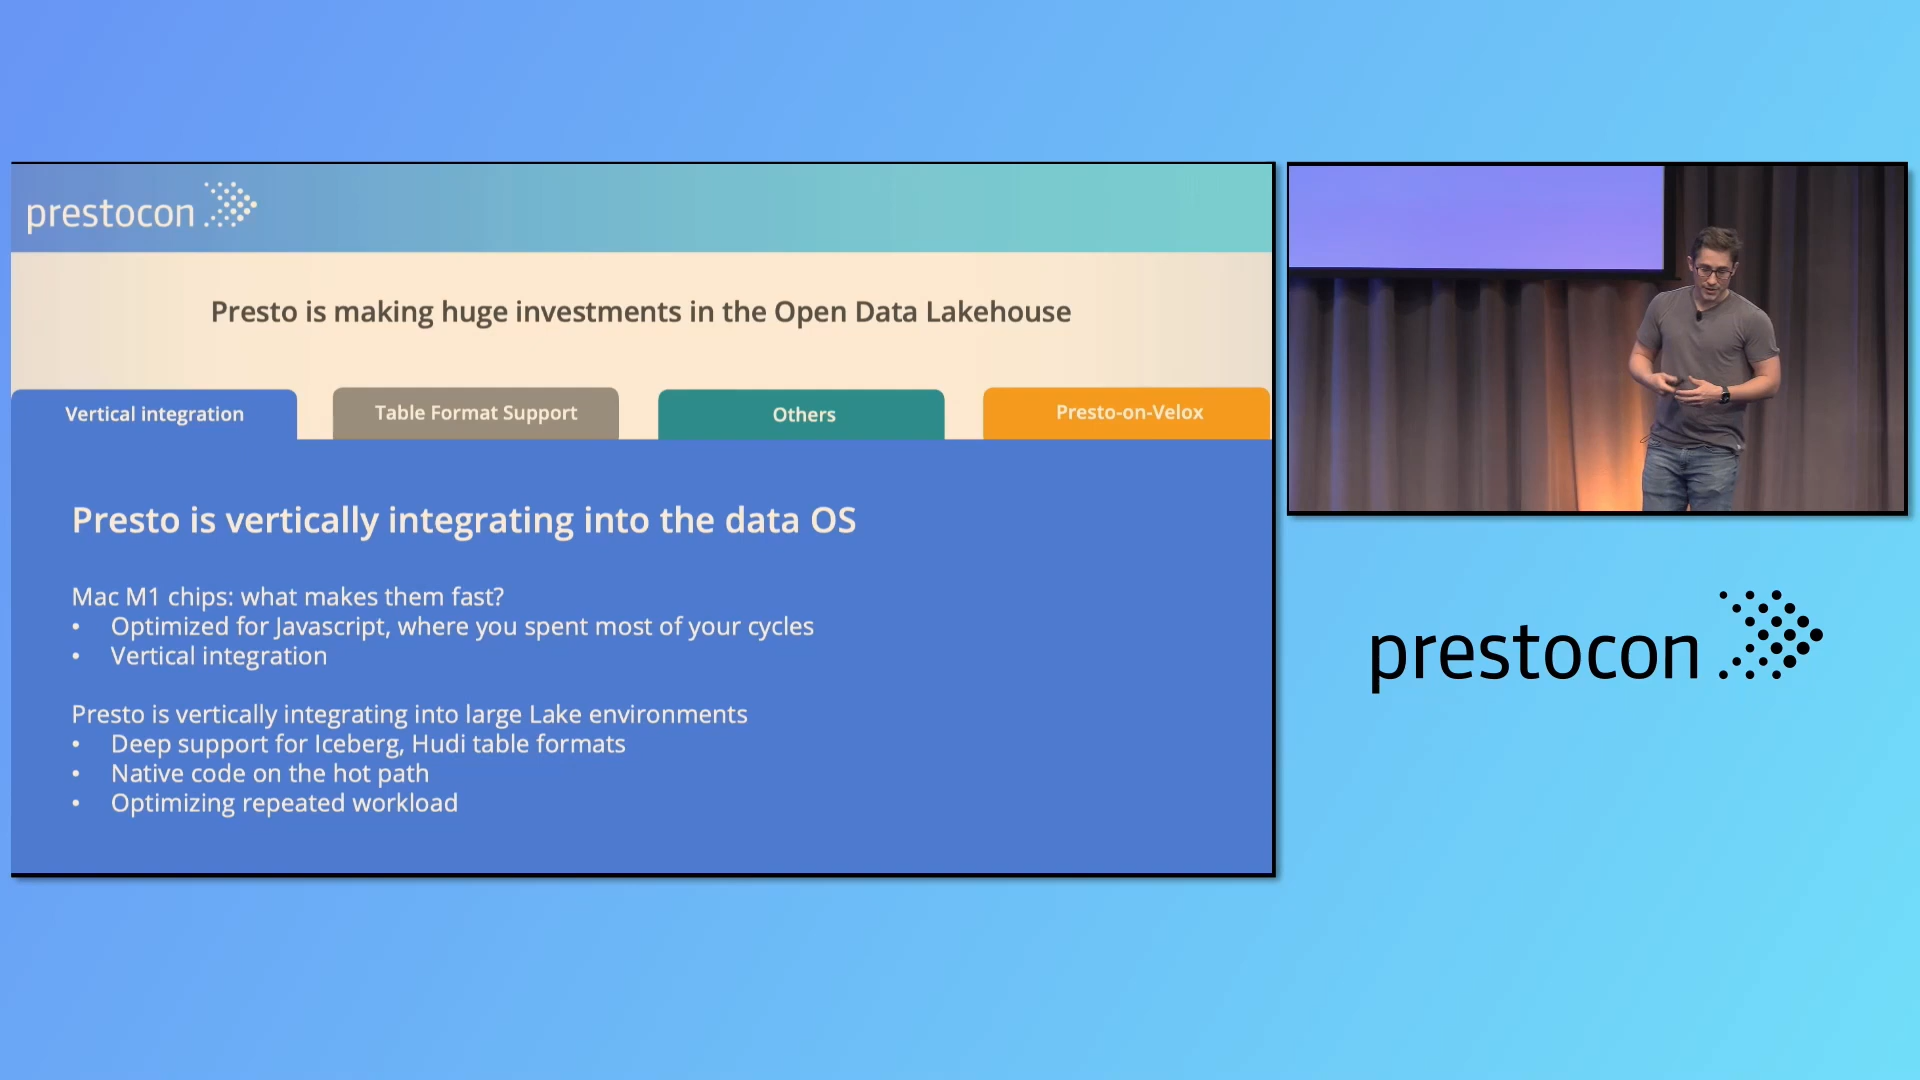 prestocon
Presto is making huge investments in the Open Data Lakehouse
Vertical integration
Table Format Support
Others
Presto-on-Velox
Presto is vertically integrating into the data OS
Mac M1 chips: what makes them fast?
• Optimized for Javascript, where you spent most of your cycles
• Vertical integration
Presto is vertically integrating into large Lake environments
• Deep support for Iceberg, Hudi table formats
• Native code on the hot path
• Optimizing repeated workload
prestocon